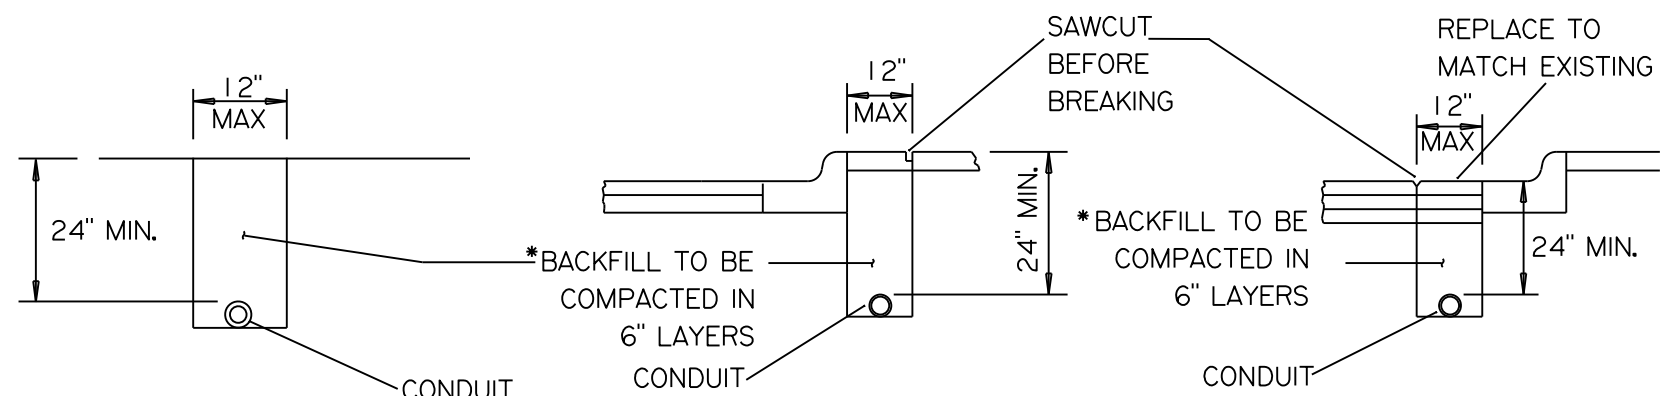 12"
MAX
24" MIN.
CONDUIT
*BACKFILL TO BE
COMPACTED IN
6" LAYERS
12"
MAX
24" MIN.
CONDUIT
SAWCUT
BEFORE
BREAKING
REPLACE TO
MATCH EXISTING
12"
MAX
*BACKFILL TO BE
COMPACTED IN
6" LAYERS
24" MIN.
CONDUIT